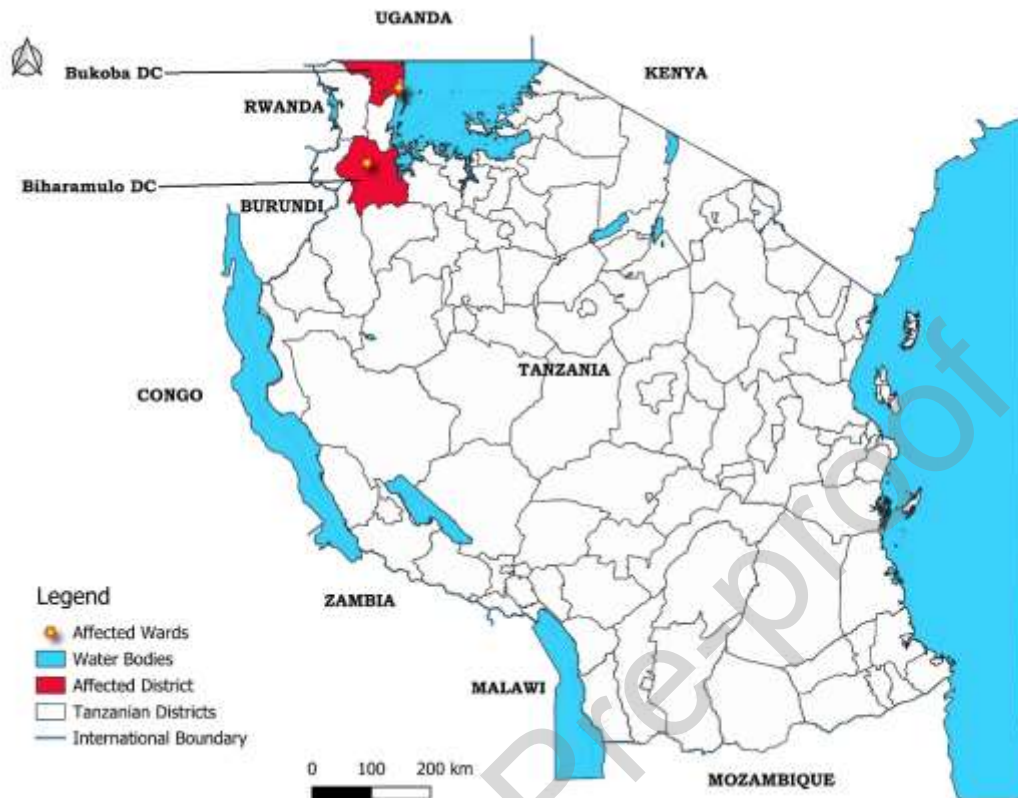 UGANDA
Bukoba DC
KENYA
RWANDA
Biharamulo DC
BURUNDI
TANZANIA
CONGO
ZAMBIA
MALAWI
MOZAMBIQUE
Legend
Affected Wards
Water Bodies
Affected District
Tanzanian Districts
International Boundary
0 100 200 km
Pre-proof